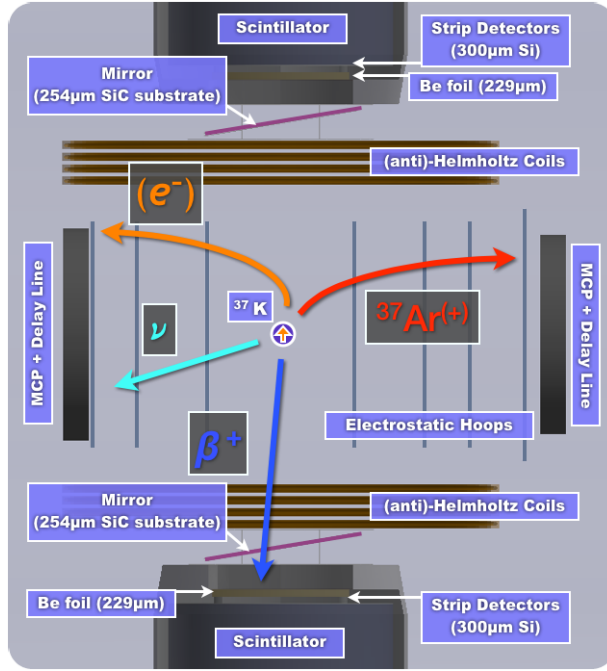 Scintillator
Strip Detectors
(300μm Si)
Mirror
(254μm SiC substrate)
Be foil (229μm)
(anti)-Helmholtz Coils
(e⁻)
MCP + Delay Line
³⁷K
ν
³⁷Ar⁽⁺⁾
MCP + Delay Line
β⁺
Electrostatic Hoops
Mirror
(254μm SiC substrate)
(anti)-Helmholtz Coils
Be foil (229μm)
Strip Detectors
(300μm Si)
Scintillator